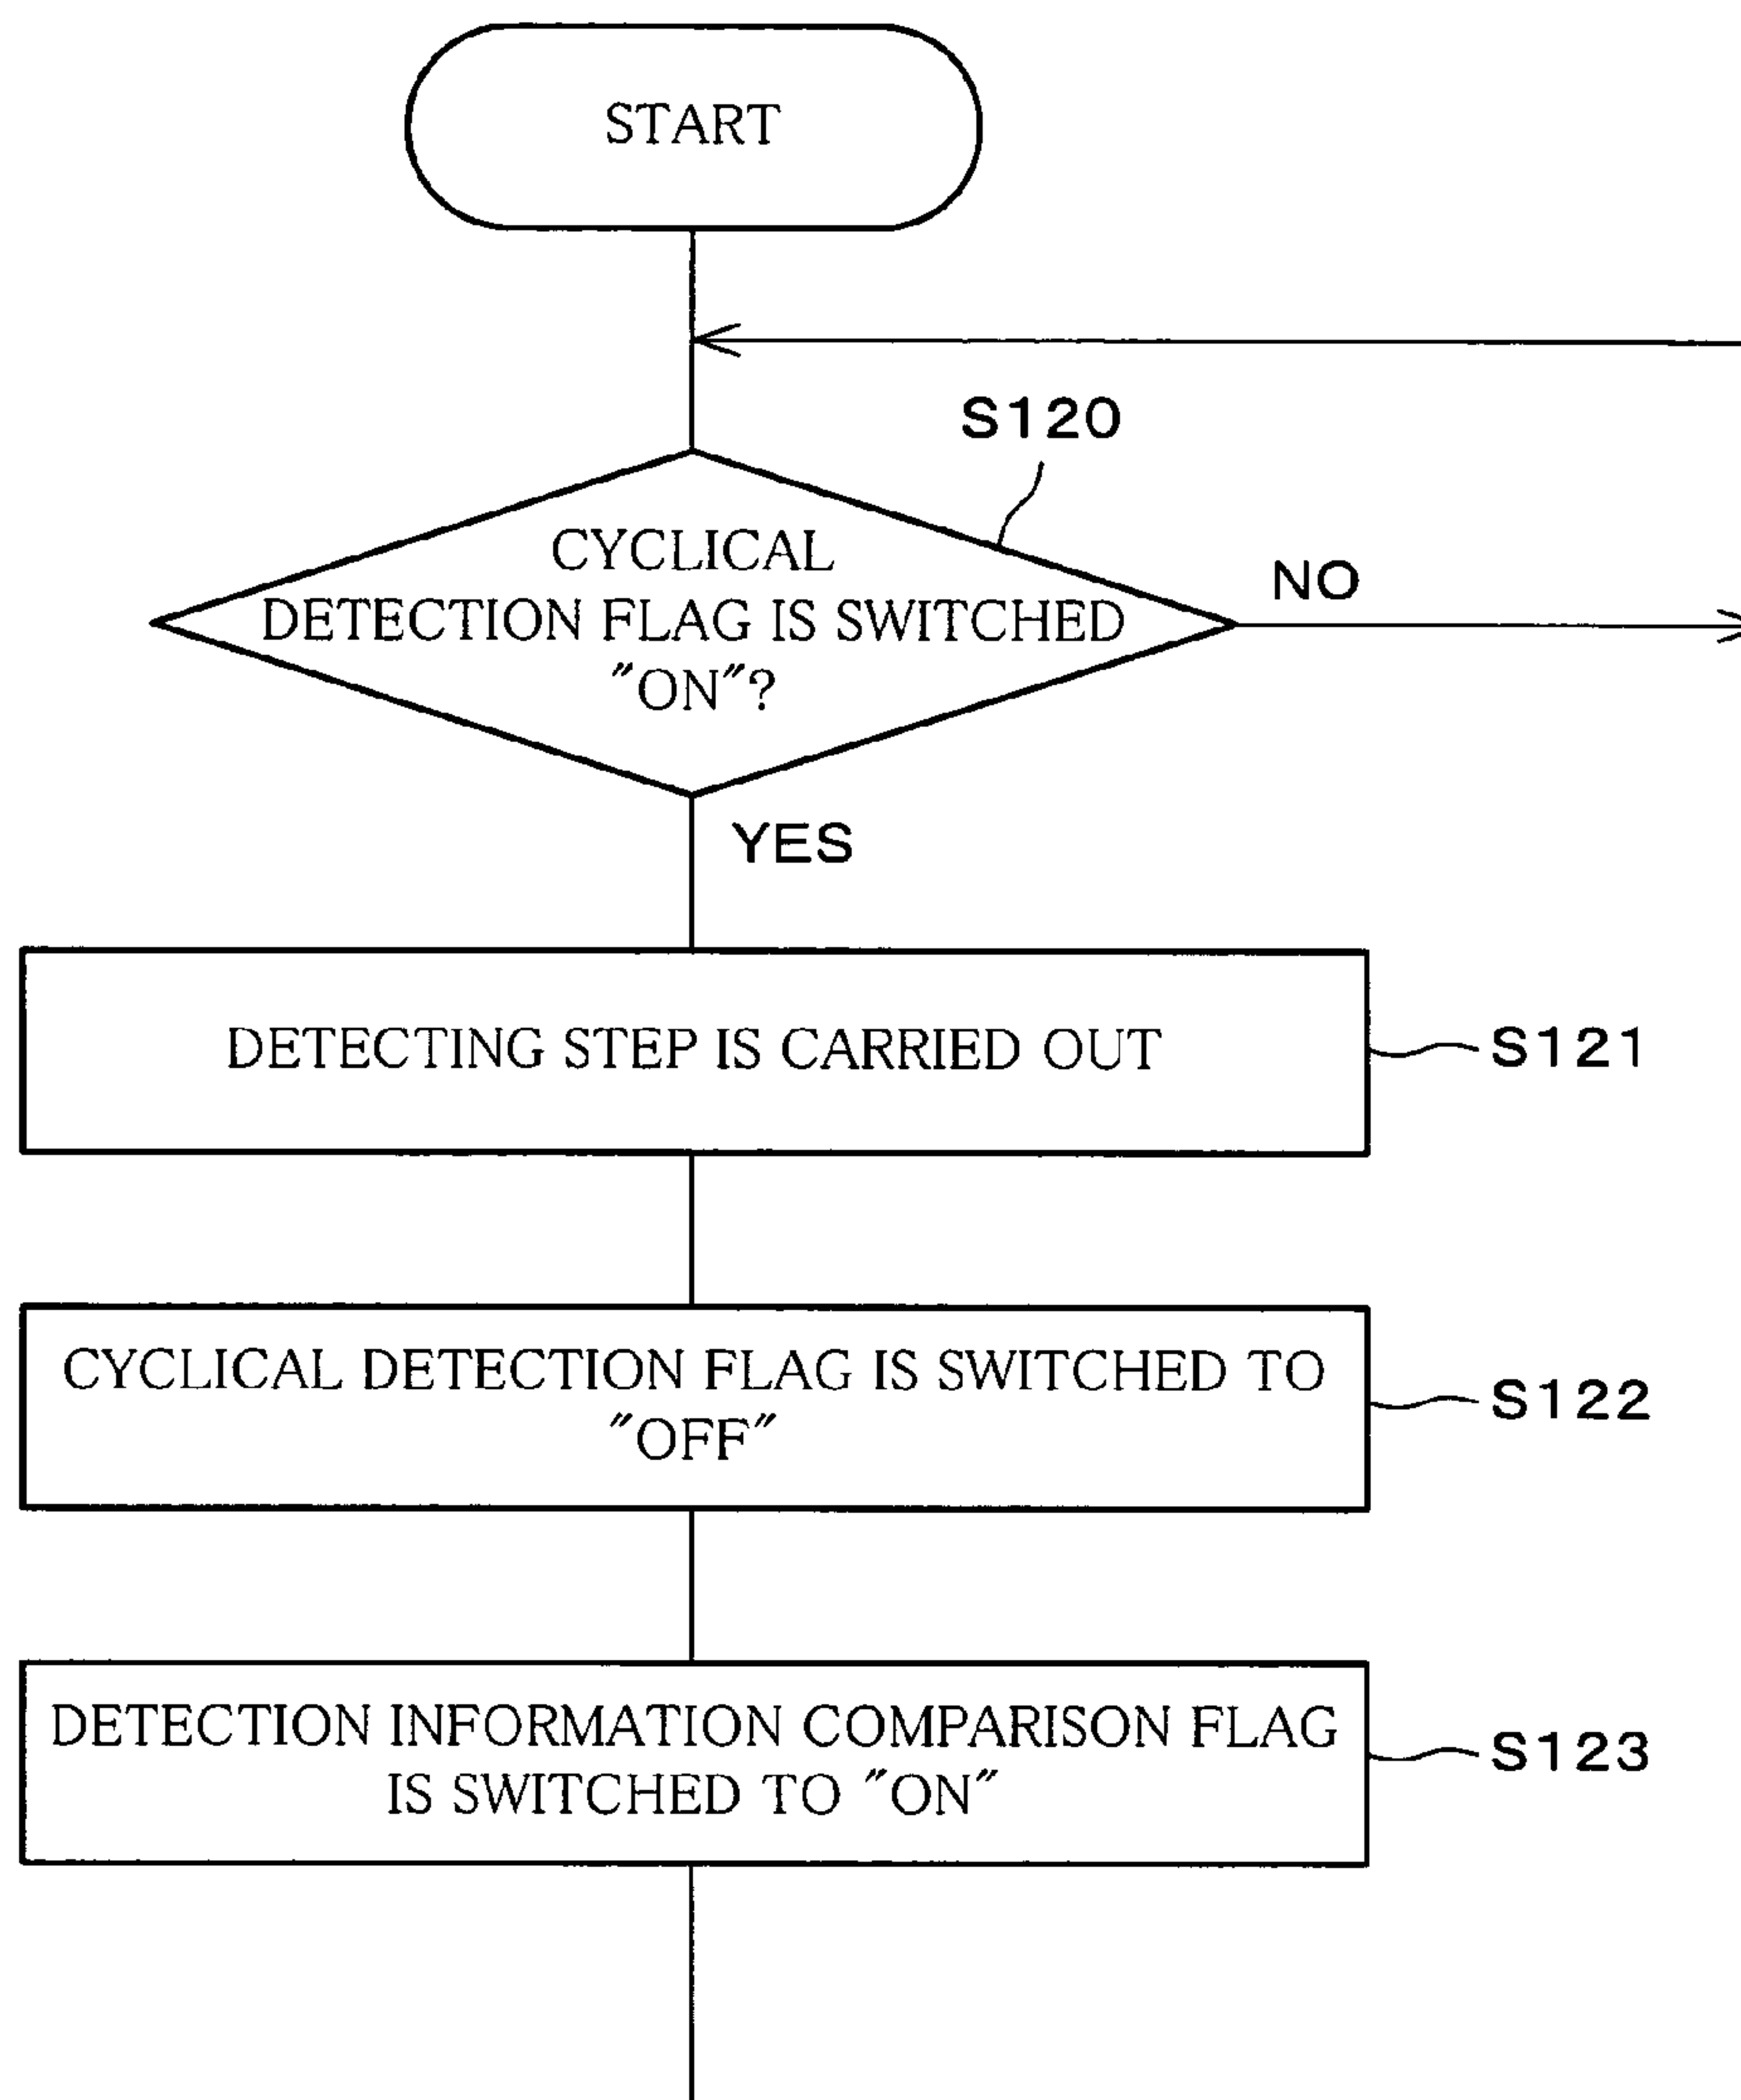 START
S120
CYCLICAL
DETECTION FLAG IS SWITCHED
"ON"?
NO
YES
DETECTING STEP IS CARRIED OUT
S121
CYCLICAL DETECTION FLAG IS SWITCHED TO
"OFF"
S122
DETECTION INFORMATION COMPARISON FLAG
IS SWITCHED TO "ON"
S123